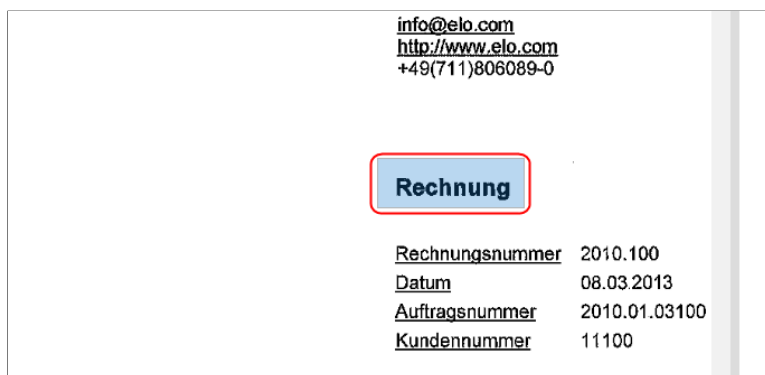 info@elo.com
http://www.elo.com
+49(711)806089-0
Rechnung
Rechnungsnummer 2010.100
Datum 08.03.2013
Auftragsnummer 2010.01.03100
Kundennummer 11100